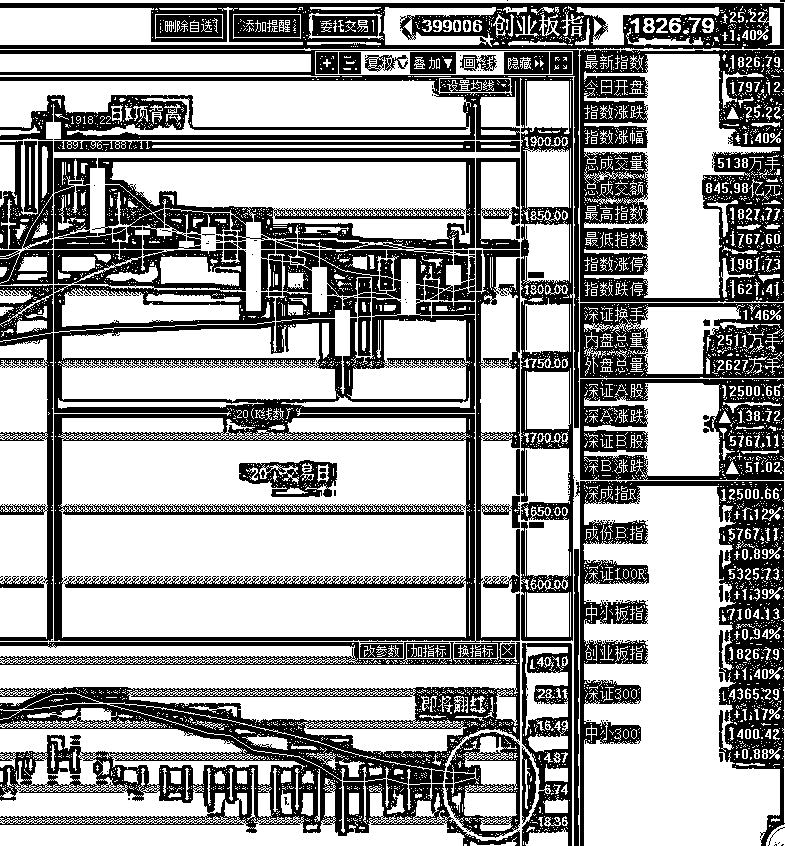 删除自选 添加提醒 委托交易 399006 创业板指 1826.79 +25.22
+1.40%
复权▽ 叠加▼ 画线 隐藏
设置均线
1918.22 日K顶背离
1891.96-1887.11
1900.00
1850.00
1800.00
1750.00
20(K线数)
1700.00
20个交易日
1650.00
1600.00
改参数 加指标 换指标
40.10
28.11
即将翻红
16.49
4.87
6.74
18.36
最新指数 1826.79
今日开盘 1797.12
指数涨跌 ▲ 25.22
指数涨幅 +1.40%
总成交量 5138万手
总成交额 845.98亿元
最高指数 1827.77
最低指数 1767.60
指数涨停 1981.73
指数跌停 1621.41
深证换手 1.46%
内盘总量 2511万手
外盘总量 2627万手
深证A股 12500.66
深A涨跌 ▲ 138.72
深证B股 5767.11
深B涨跌 ▲ 51.02
深成指R 12500.66
+1.12%
成份B指 5767.11
+0.89%
深证100R 5325.73
+1.39%
中小板指 7104.13
+0.94%
创业板指 1826.79
+1.40%
深证300 4365.29
+1.17%
中小300 1400.42
+0.88%